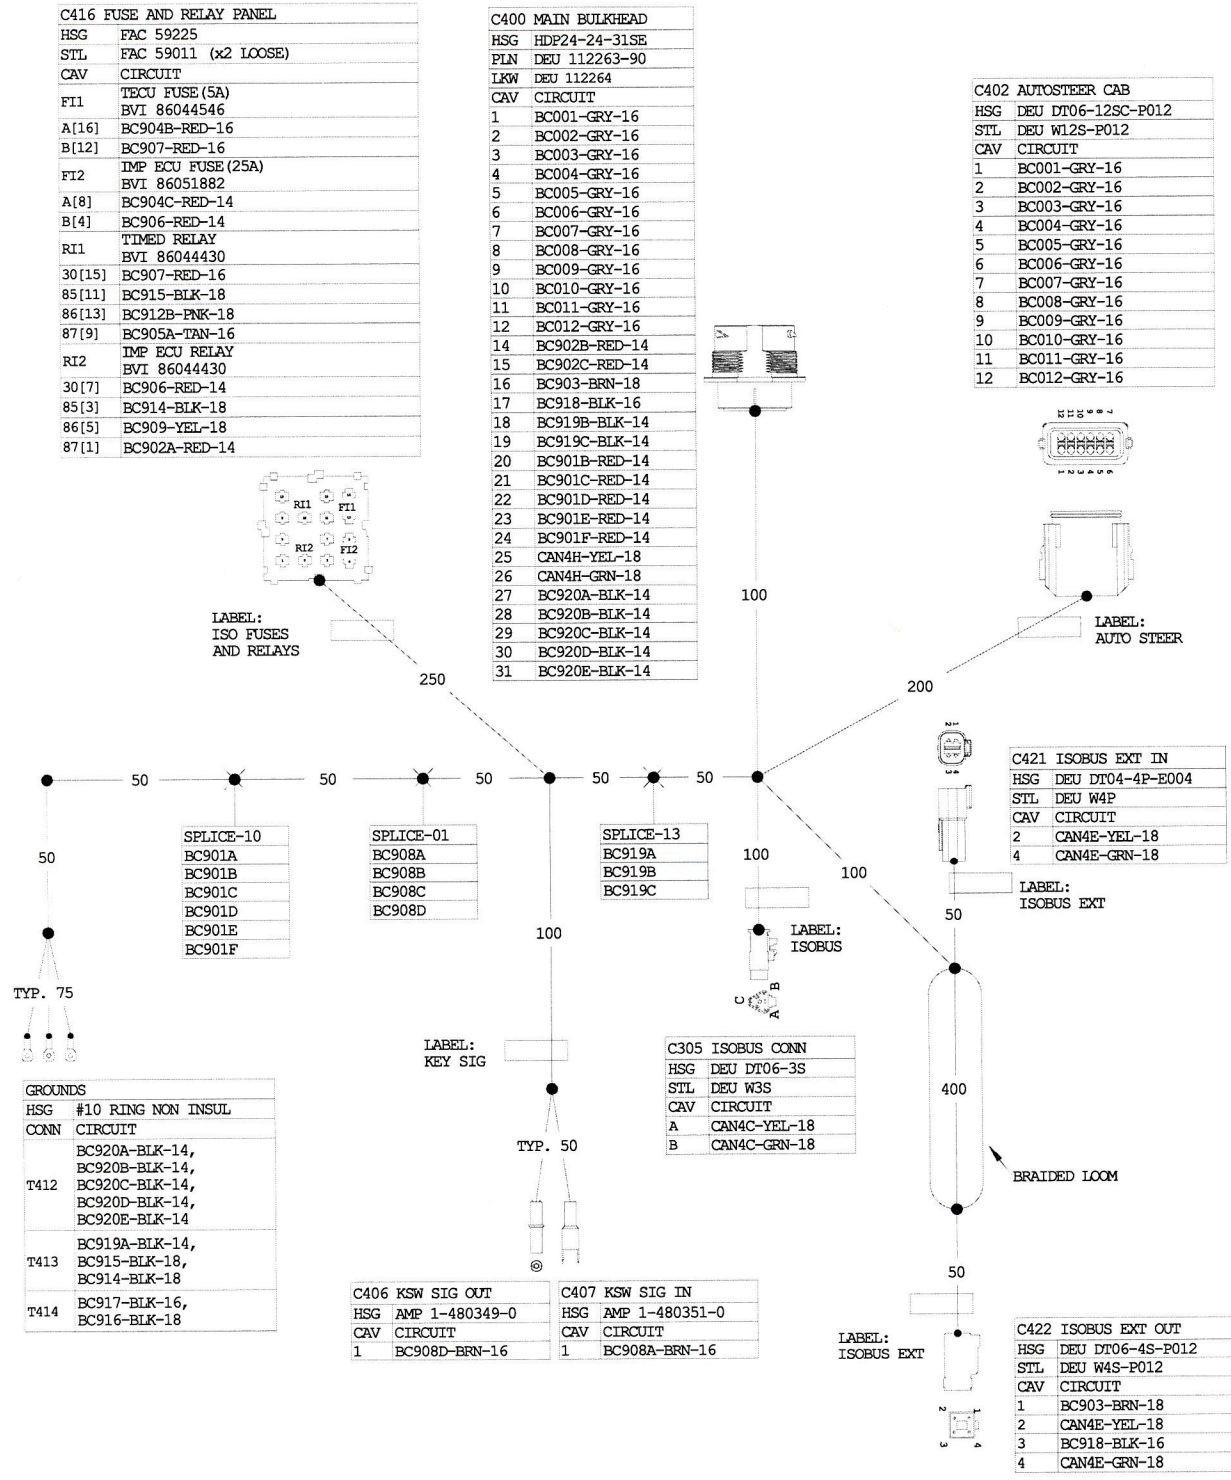 C416 FUSE AND RELAY PANEL
HSG FAC 59225
STL FAC 59011 (x2 LOOSE)
CAV CIRCUIT
FI1 TECU FUSE(5A)
BVI 86044546
A[16] BC904B-RED-16
B[12] BC907-RED-16
FI2 IMP ECU FUSE(25A)
BVI 86051882
A[8] BC904C-RED-14
B[4] BC906-RED-14
RI1 TIMED RELAY
BVI 86044430
30[15] BC907-RED-16
85[11] BC915-BLK-18
86[13] BC912B-PNK-18
87[9] BC905A-TAN-16
RI2 IMP ECU RELAY
BVI 86044430
30[7] BC906-RED-14
85[3] BC914-BLK-18
86[5] BC909-YEL-18
87[1] BC902A-RED-14
RI1 FI1
RI2 FI2
LABEL:
ISO FUSES
AND RELAYS
C400 MAIN BULKHEAD
HSG HDP24-24-31SE
PLN DEU 112263-90
LKW DEU 112264
CAV CIRCUIT
1 BC001-GRY-16
2 BC002-GRY-16
3 BC003-GRY-16
4 BC004-GRY-16
5 BC005-GRY-16
6 BC006-GRY-16
7 BC007-GRY-16
8 BC008-GRY-16
9 BC009-GRY-16
10 BC010-GRY-16
11 BC011-GRY-16
12 BC012-GRY-16
14 BC902B-RED-14
15 BC902C-RED-14
16 BC903-BRN-18
17 BC918-BLK-16
18 BC919B-BLK-14
19 BC919C-BLK-14
20 BC901B-RED-14
21 BC901C-RED-14
22 BC901D-RED-14
23 BC901E-RED-14
24 BC901F-RED-14
25 CAN4H-YEL-18
26 CAN4H-GRN-18
27 BC920A-BLK-14
28 BC920B-BLK-14
29 BC920C-BLK-14
30 BC920D-BLK-14
31 BC920E-BLK-14
C402 AUTOSTEER CAB
HSG DEU DT06-12SC-P012
STL DEU W12S-P012
CAV CIRCUIT
1 BC001-GRY-16
2 BC002-GRY-16
3 BC003-GRY-16
4 BC004-GRY-16
5 BC005-GRY-16
6 BC006-GRY-16
7 BC007-GRY-16
8 BC008-GRY-16
9 BC009-GRY-16
10 BC010-GRY-16
11 BC011-GRY-16
12 BC012-GRY-16
12 11 10 9 8 7
1 2 3 4 5 6
LABEL:
AUTO STEER
250
100
200
50 50 50 50 50
50
SPLICE-10
BC901A
BC901B
BC901C
BC901D
BC901E
BC901F
SPLICE-01
BC908A
BC908B
BC908C
BC908D
SPLICE-13
BC919A
BC919B
BC919C
100
100
100
2 1
3 4
C421 ISOBUS EXT IN
HSG DEU DT04-4P-E004
STL DEU W4P
CAV CIRCUIT
2 CAN4E-YEL-18
4 CAN4E-GRN-18
LABEL:
ISOBUS EXT
50
LABEL:
ISOBUS
C B A
TYP. 75
GROUNDS
HSG #10 RING NON INSUL
CONN CIRCUIT
T412 BC920A-BLK-14,
BC920B-BLK-14,
BC920C-BLK-14,
BC920D-BLK-14,
BC920E-BLK-14
T413 BC919A-BLK-14,
BC915-BLK-18,
BC914-BLK-18
T414 BC917-BLK-16,
BC916-BLK-18
LABEL:
KEY SIG
TYP. 50
C406 KSW SIG OUT
HSG AMP 1-480349-0
CAV CIRCUIT
1 BC908D-BRN-16
C407 KSW SIG IN
HSG AMP 1-480351-0
CAV CIRCUIT
1 BC908A-BRN-16
C305 ISOBUS CONN
HSG DEU DT06-3S
STL DEU W3S
CAV CIRCUIT
A CAN4C-YEL-18
B CAN4C-GRN-18
400
BRAIDED LOOM
50
LABEL:
ISOBUS EXT
2 1
3 4
C422 ISOBUS EXT OUT
HSG DEU DT06-4S-P012
STL DEU W4S-P012
CAV CIRCUIT
1 BC903-BRN-18
2 CAN4E-YEL-18
3 BC918-BLK-16
4 CAN4E-GRN-18